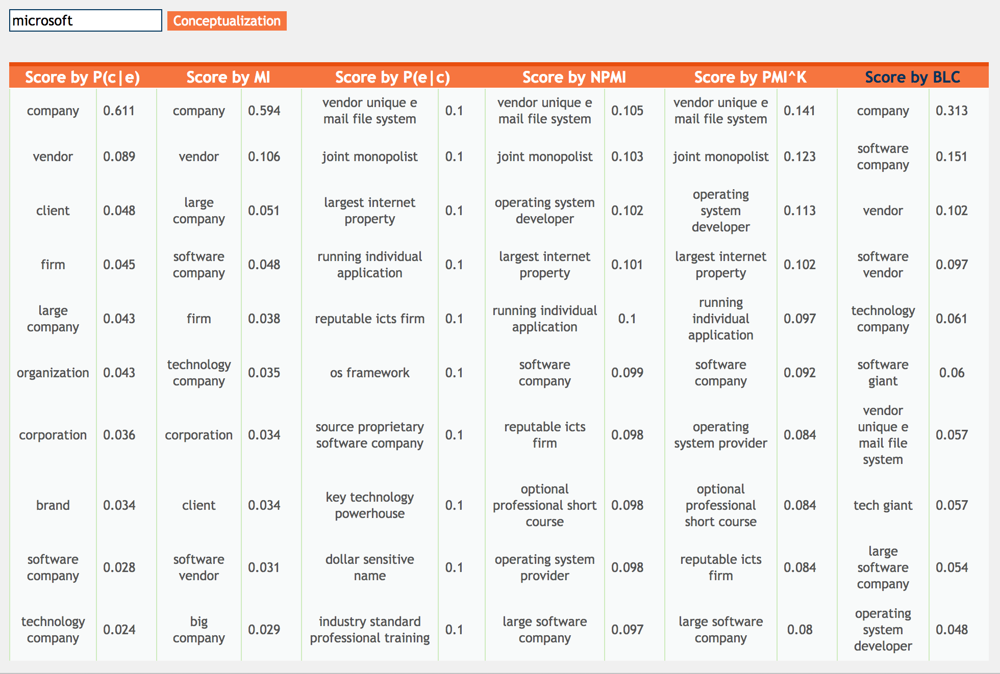 microsoft Conceptualization
Score by P(c|e) Score by MI Score by P(e|c) Score by NPMI Score by PMI^K Score by BLC
company 0.611 company 0.594 vendor unique e mail file system 0.1 vendor unique e mail file system 0.105 vendor unique e mail file system 0.141 company 0.313
vendor 0.089 vendor 0.106 joint monopolist 0.1 joint monopolist 0.103 joint monopolist 0.123 software company 0.151
client 0.048 large company 0.051 largest internet property 0.1 operating system developer 0.102 operating system developer 0.113 vendor 0.102
firm 0.045 software company 0.048 running individual application 0.1 largest internet property 0.101 largest internet property 0.102 software vendor 0.097
large company 0.043 firm 0.038 reputable icts firm 0.1 running individual application 0.1 running individual application 0.097 technology company 0.061
organization 0.043 technology company 0.035 os framework 0.1 software company 0.099 software company 0.092 software giant 0.06
corporation 0.036 corporation 0.034 source proprietary software company 0.1 reputable icts firm 0.098 operating system provider 0.084 vendor unique e mail file system 0.057
brand 0.034 client 0.034 key technology powerhouse 0.1 optional professional short course 0.098 optional professional short course 0.084 tech giant 0.057
software company 0.028 software vendor 0.031 dollar sensitive name 0.1 operating system provider 0.098 reputable icts firm 0.084 large software company 0.054
technology company 0.024 big company 0.029 industry standard professional training 0.1 large software company 0.097 large software company 0.08 operating system developer 0.048